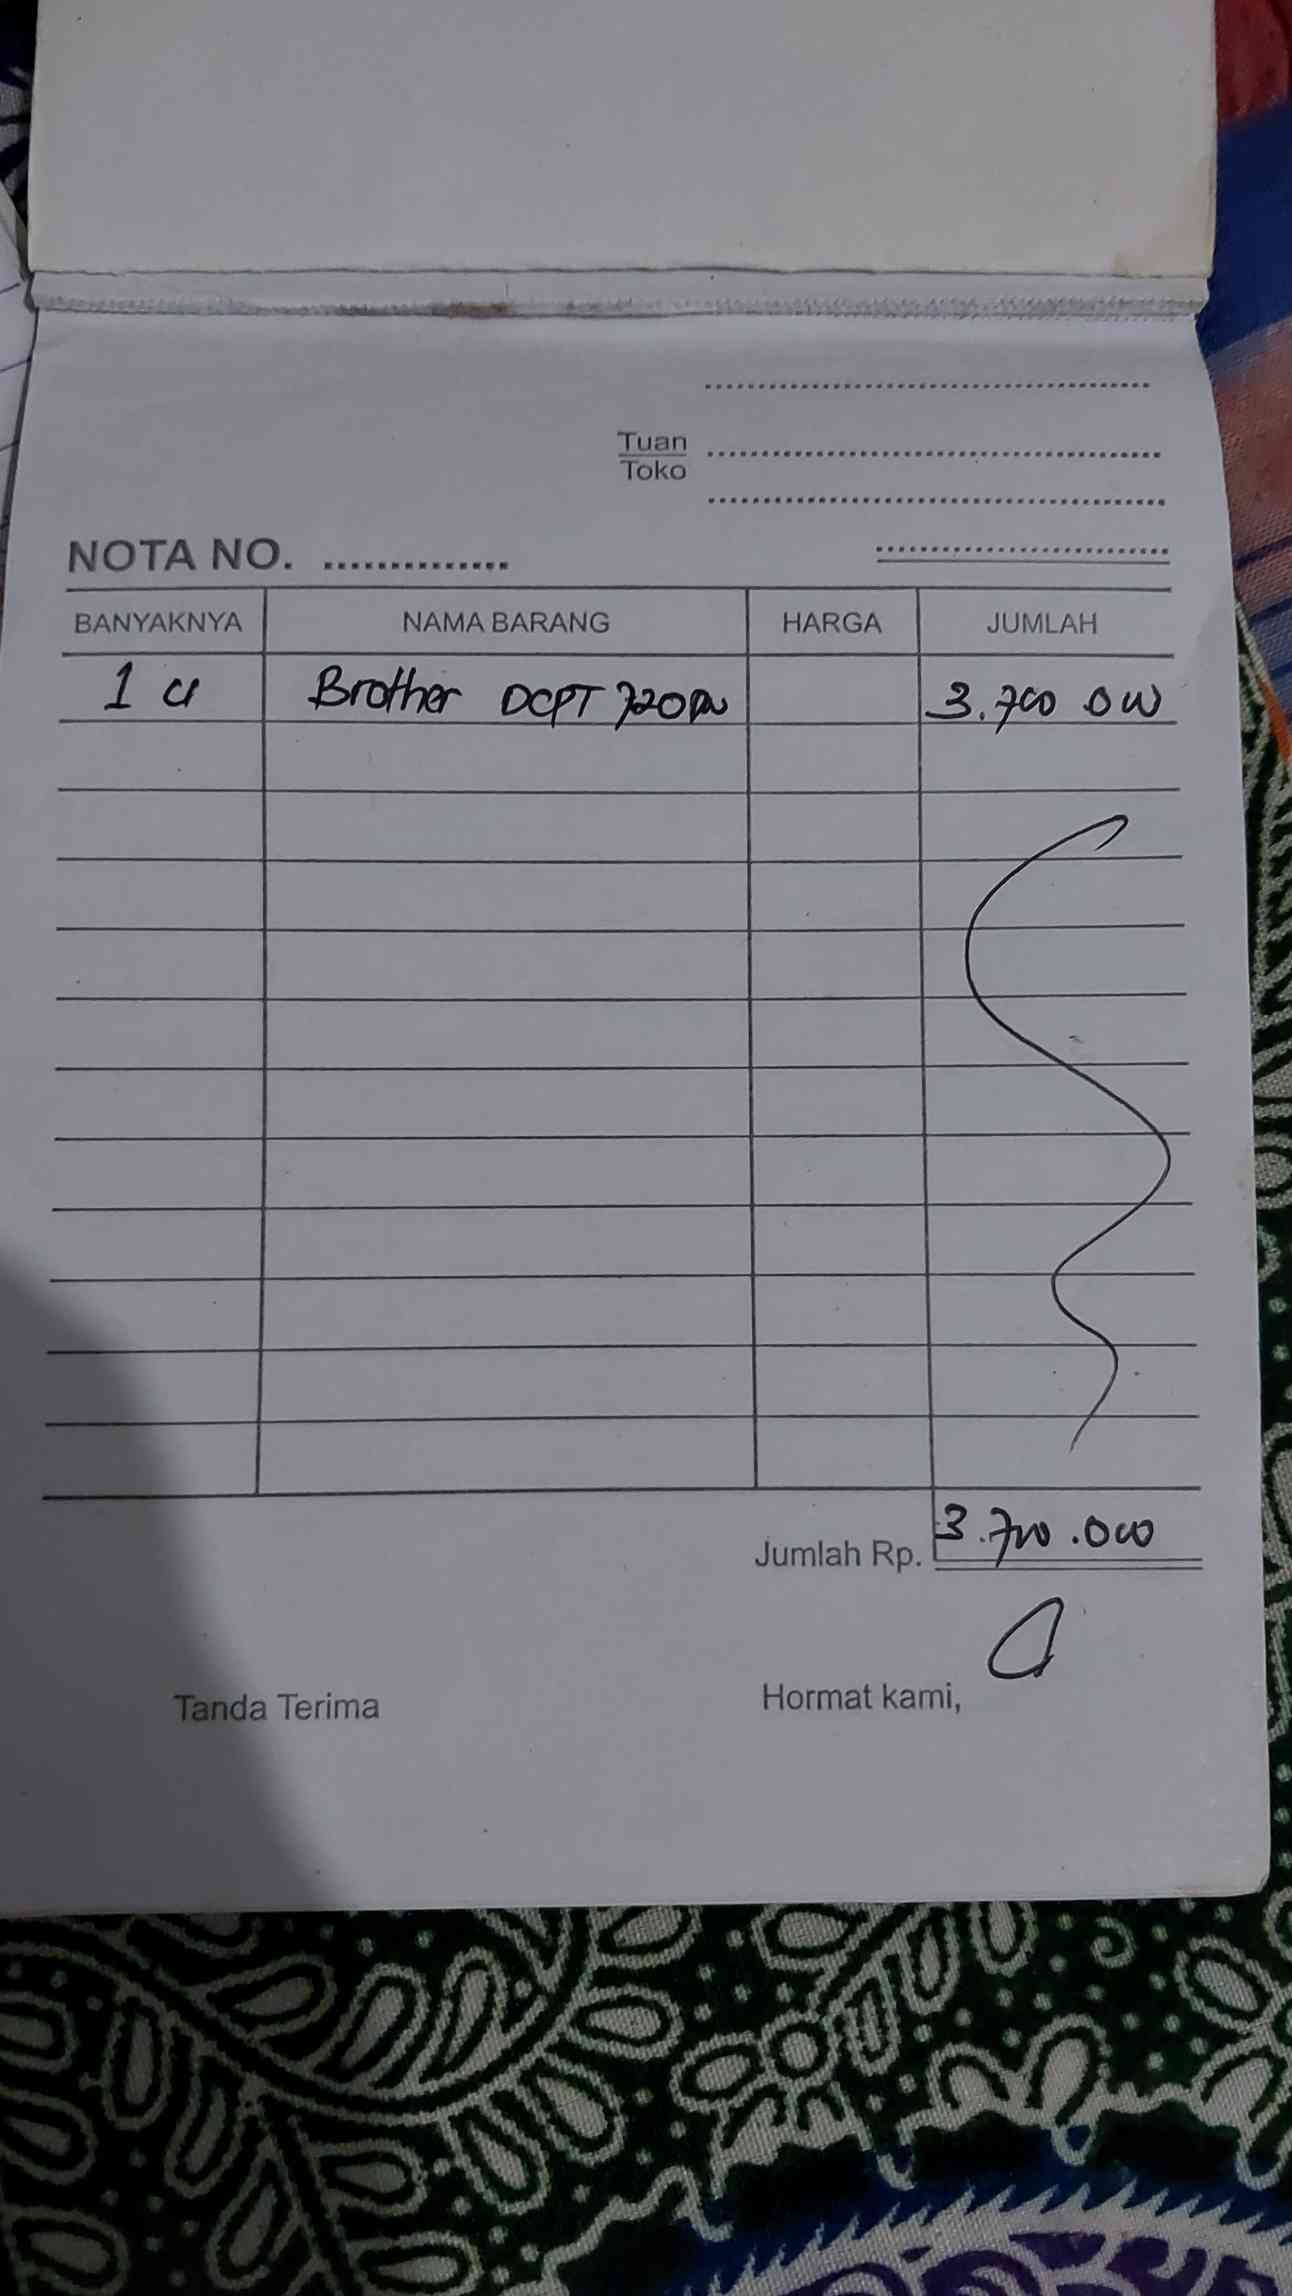 Tuan
Toko
NOTA NO. ..............
BANYAKNYA NAMA BARANG HARGA JUMLAH
1 Brother DCPT 720DW 3.700 000
Jumlah Rp. 3.700.000
Tanda Terima Hormat kami,